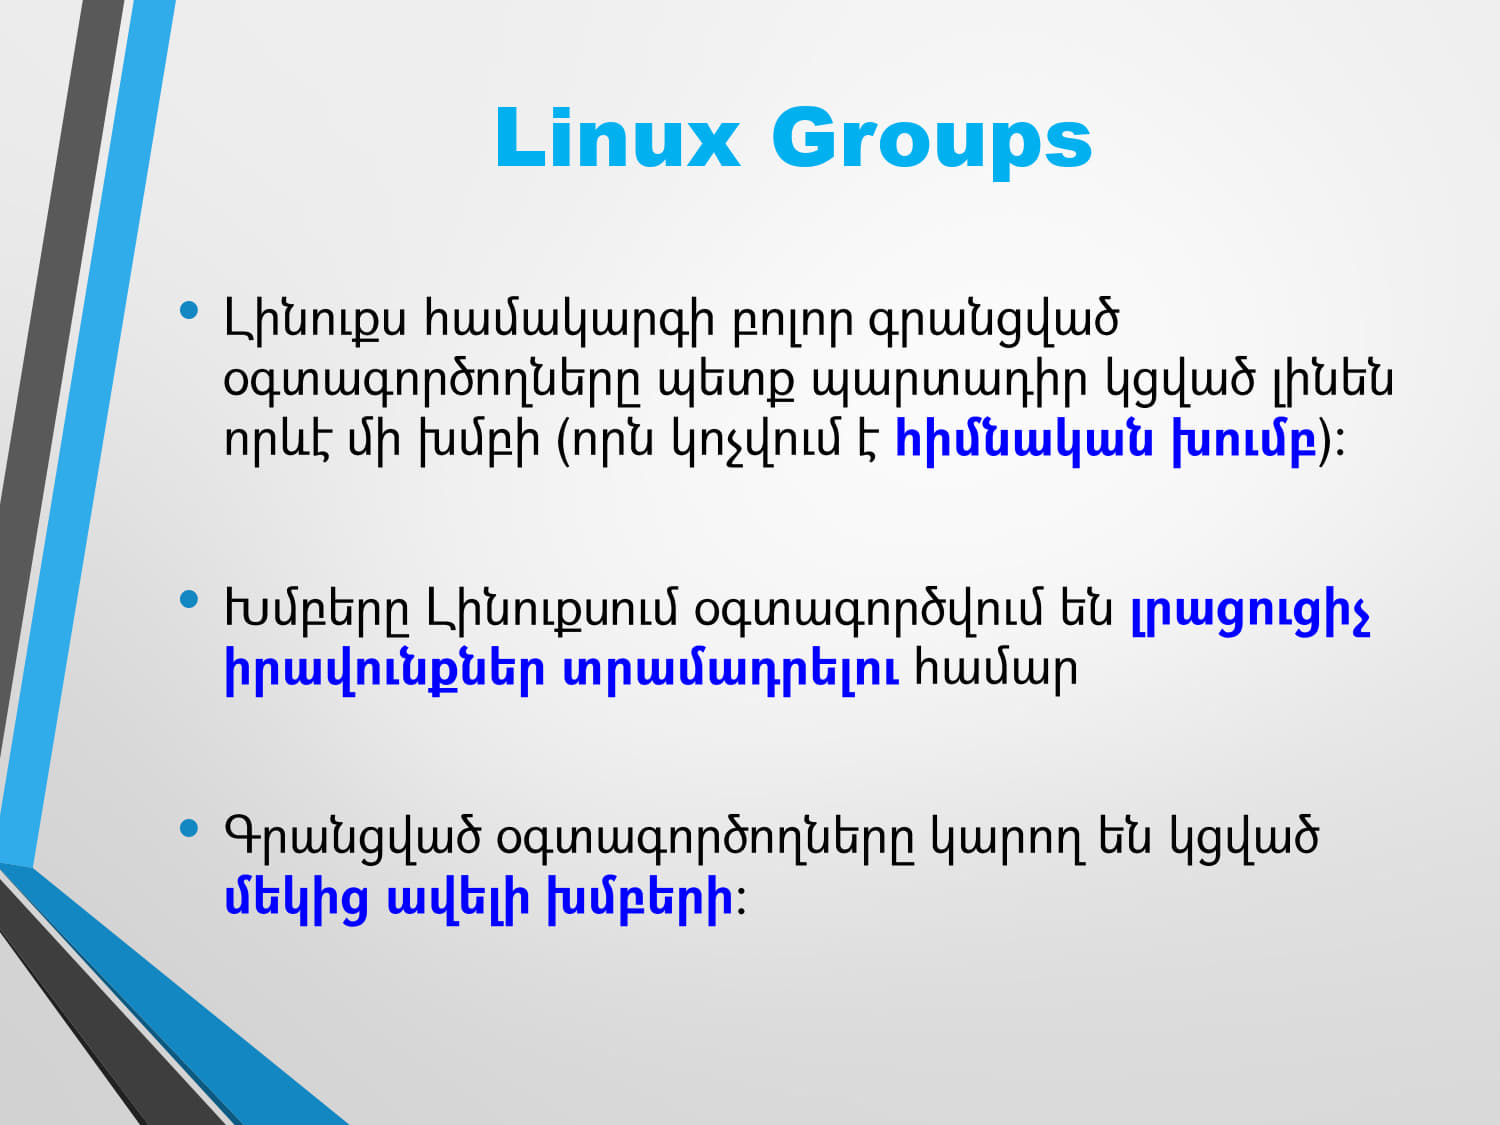 Linux Groups
Լինուքս համակարգի բոլոր գրանցված
օգտագործողները պետք պարտադիր կցված լինեն
որևէ մի խմբի (որն կոչվում է հիմնական խումբ):
Խմբերը Լինուքսում օգտագործվում են լրացուցիչ
իրավունքներ տրամադրելու համար
Գրանցված օգտագործողները կարող են կցված
մեկից ավելի խմբերի: